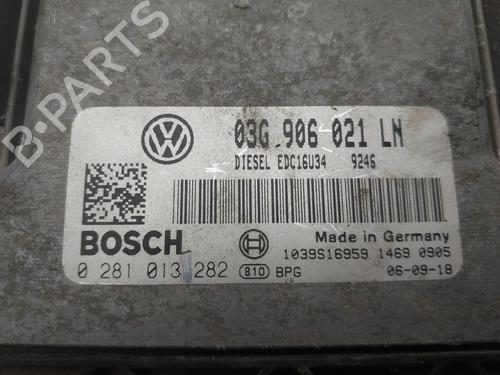 VW
03G 906 021 LN
DIESEL EDC16U34 9246
BOSCH
Made in Germany
1039S16959 1469 0905
0 281 013 282 810 BPG 06-09-18